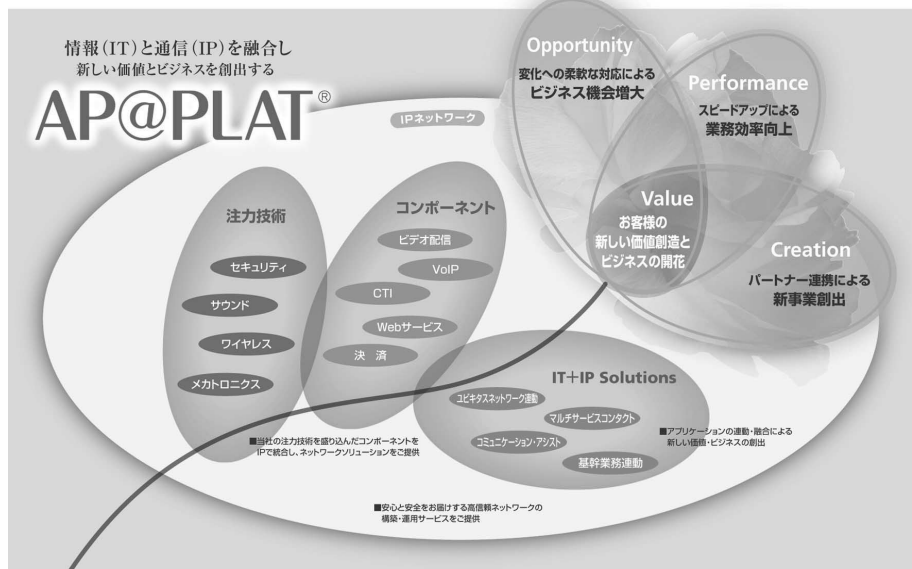 情報(IT)と通信(IP)を融合し
新しい価値とビジネスを創出する
AP@PLAT®
IPネットワーク
Opportunity
変化への柔軟な対応による
ビジネス機会増大
Performance
スピードアップによる
業務効率向上
Value
お客様の
新しい価値創造と
ビジネスの開花
Creation
パートナー連携による
新事業創出
注力技術
セキュリティ
サウンド
ワイヤレス
メカトロニクス
コンポーネント
ビデオ配信
VoIP
CTI
Webサービス
決 済
IT+IP Solutions
ユビキタスネットワーク連動
マルチサービスコンタクト
コミュニケーション・アシスト
基幹業務連動
■当社の注力技術を盛り込んだコンポーネントを
IPで統合し、ネットワークソリューションをご提供
■アプリケーションの連動・融合による
新しい価値・ビジネスの創出
■安心と安全をお届けする高信頼ネットワークの
構築・運用サービスをご提供